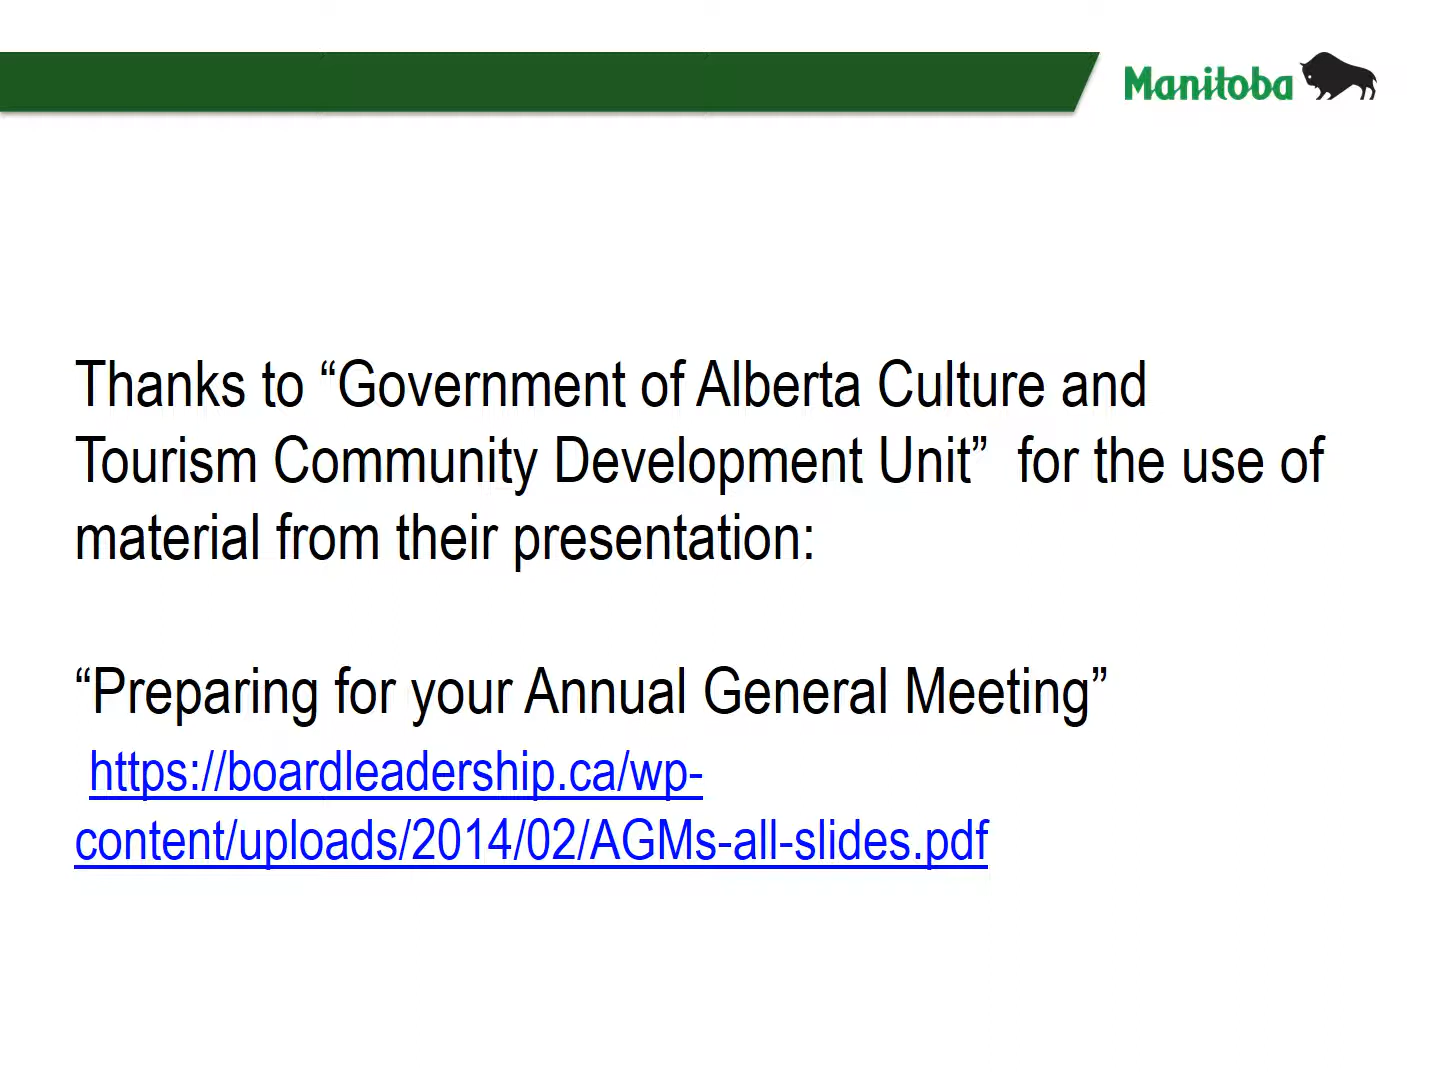 Manitoba
Thanks to “Government of Alberta Culture and
Tourism Community Development Unit”  for the use of
material from their presentation:
“Preparing for your Annual General Meeting”
https://boardleadership.ca/wp-
content/uploads/2014/02/AGMs-all-slides.pdf